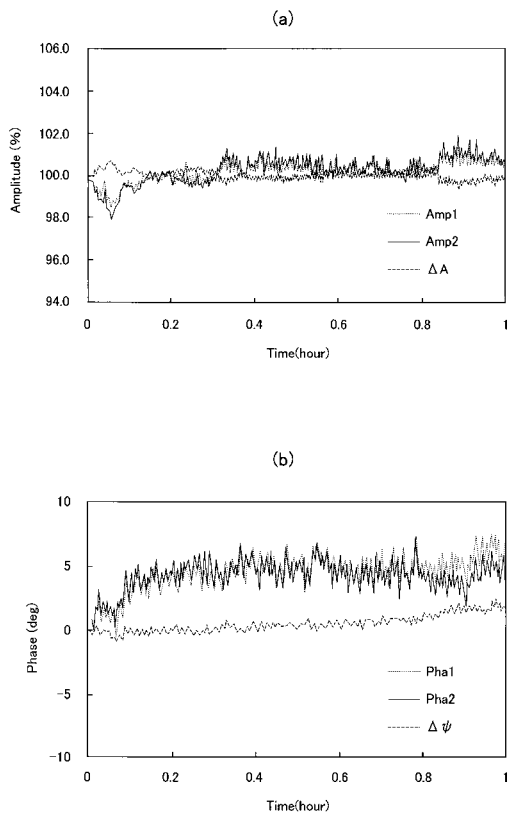 (a)
106.0
104.0
102.0
100.0
98.0
96.0
94.0
Amplitude (%)
Amp1
Amp2
ΔA
0 0.2 0.4 0.6 0.8 1
Time(hour)
(b)
10
5
0
-5
-10
Phase (deg)
Pha1
Pha2
Δψ
0 0.2 0.4 0.6 0.8 1
Time(hour)